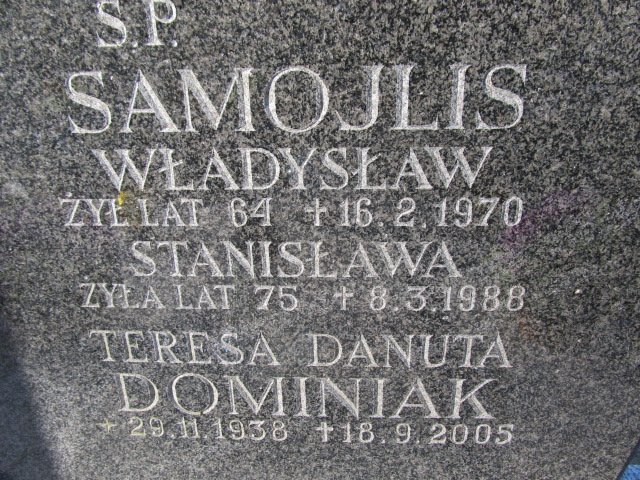 Ś.P.
SAMOJLIS
WŁADYSŁAW
ŻYŁ LAT 64 +16.2.1970
STANISŁAWA
ŻYŁA LAT 75 +8.3.1988
TERESA DANUTA
DOMINIAK
+29.11.1938 +18.9.2005